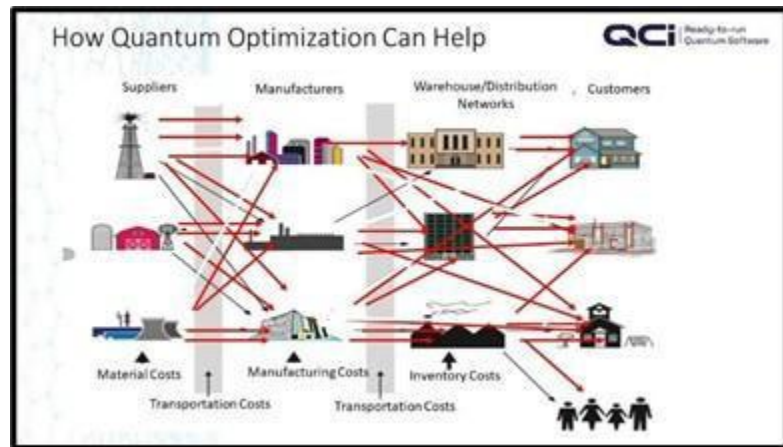 How Quantum Optimization Can Help
QCi Ready-to-run
Quantum Software
Suppliers
Manufacturers
Warehouse/Distribution
Networks
Customers
Material Costs
Manufacturing Costs
Inventory Costs
Transportation Costs
Transportation Costs